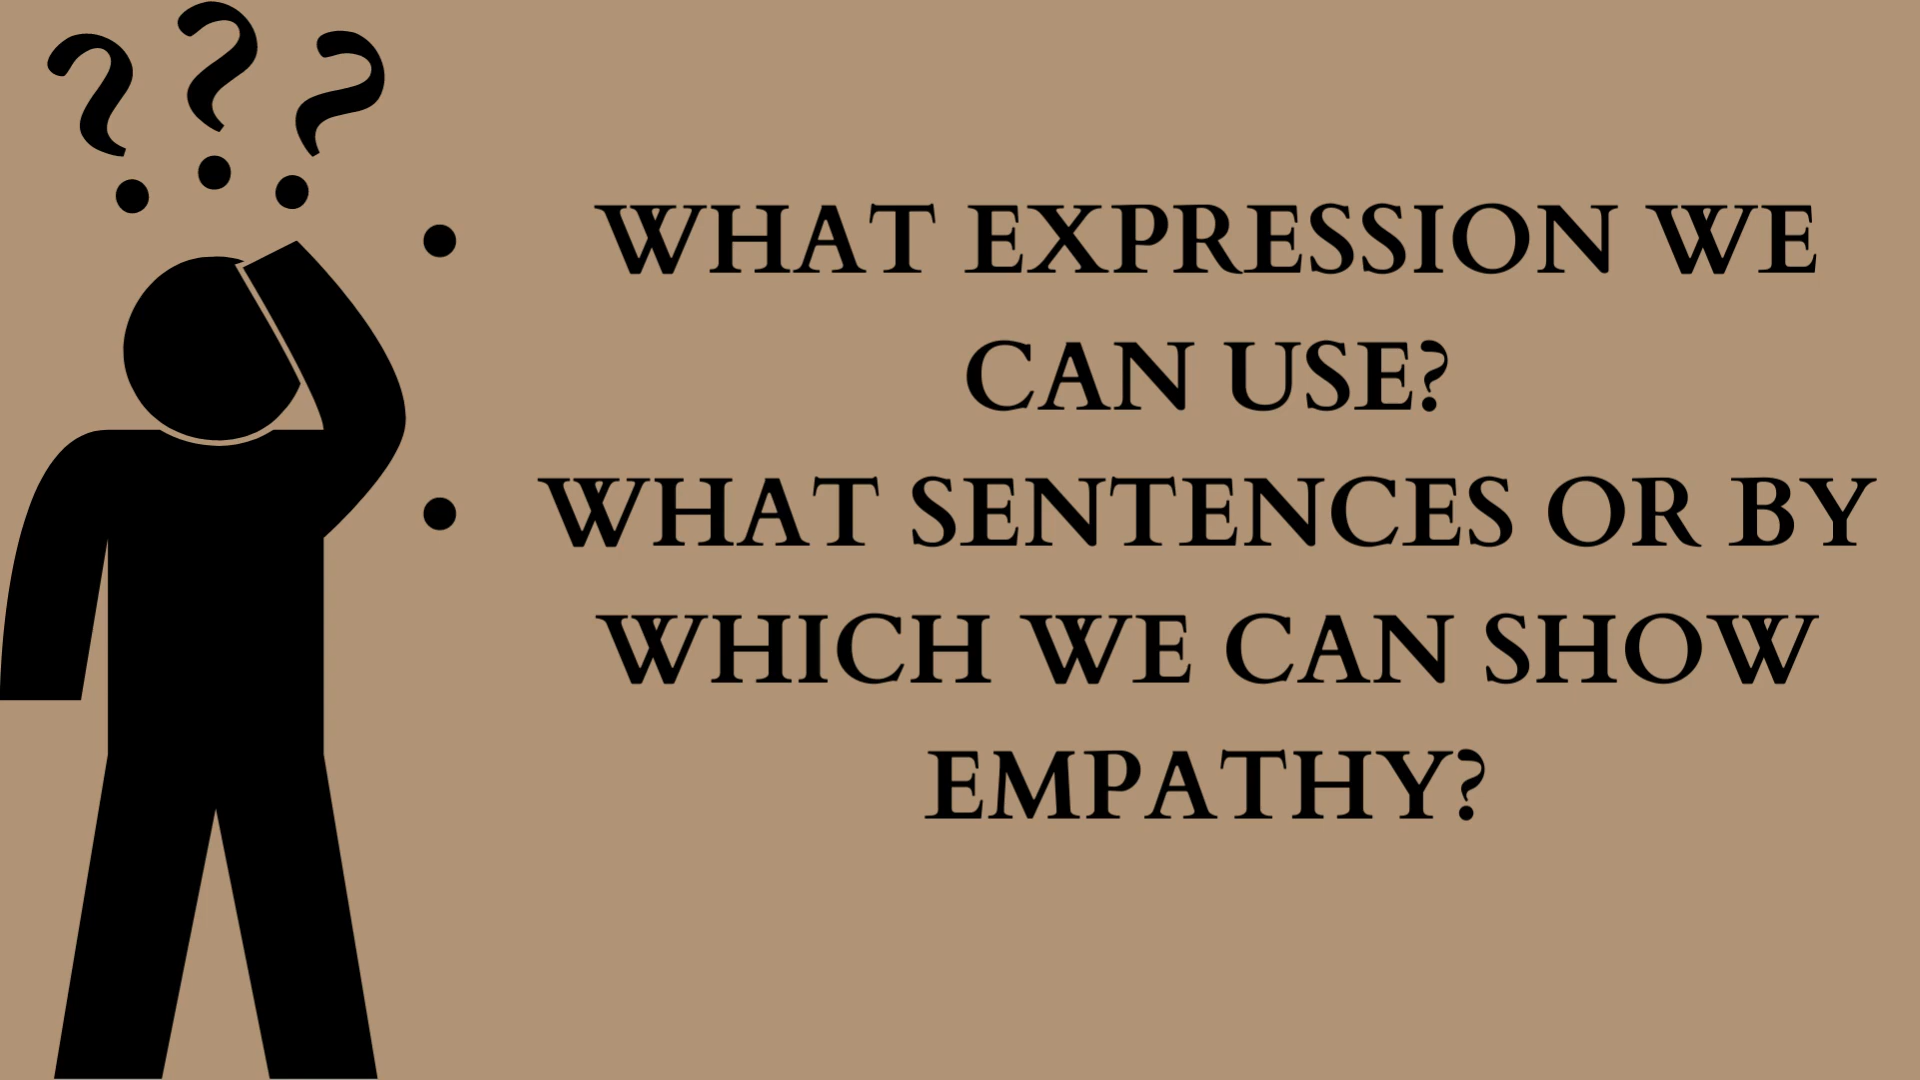 ? ? ?
• WHAT EXPRESSION WE
CAN USE?
• WHAT SENTENCES OR BY
WHICH WE CAN SHOW
EMPATHY?